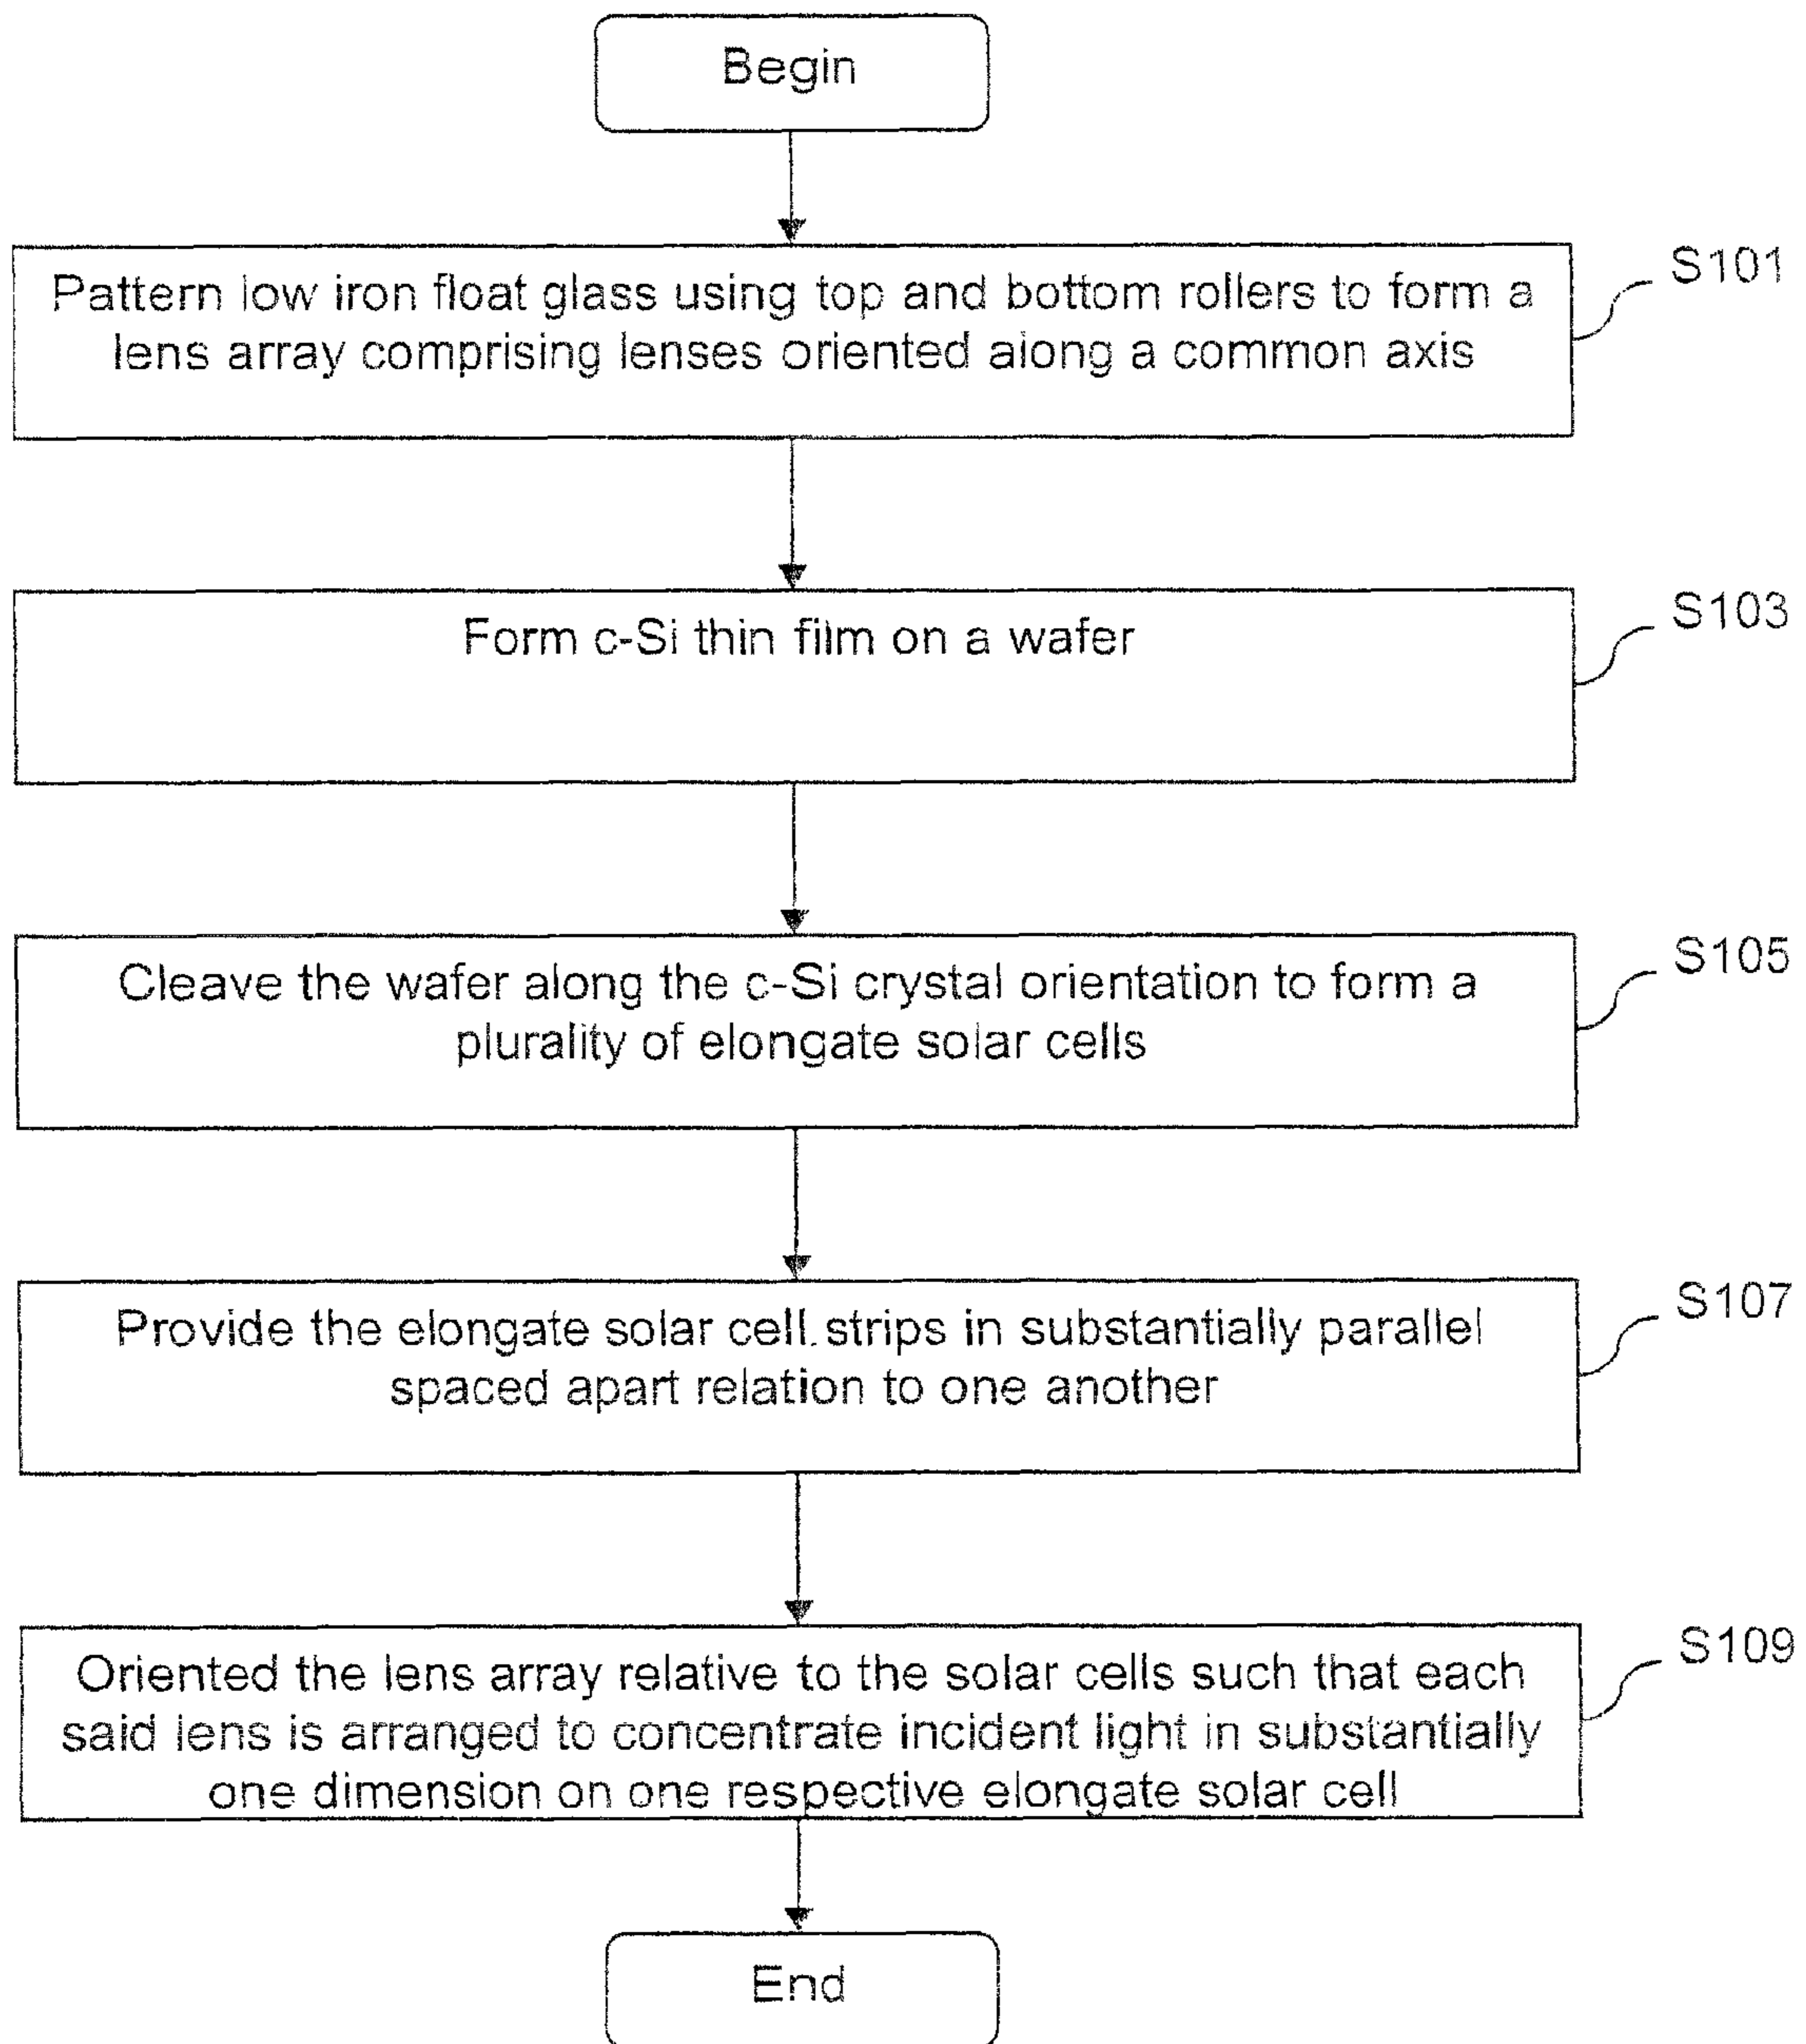 Begin
Pattern low iron float glass using top and bottom rollers to form a
lens array comprising lenses oriented along a common axis
S101
Form c-Si thin film on a wafer
S103
Cleave the wafer along the c-Si crystal orientation to form a
plurality of elongate solar cells
S105
Provide the elongate solar cell strips in substantially parallel
spaced apart relation to one another
S107
Oriented the lens array relative to the solar cells such that each
said lens is arranged to concentrate incident light in substantially
one dimension on one respective elongate solar cell
S109
End